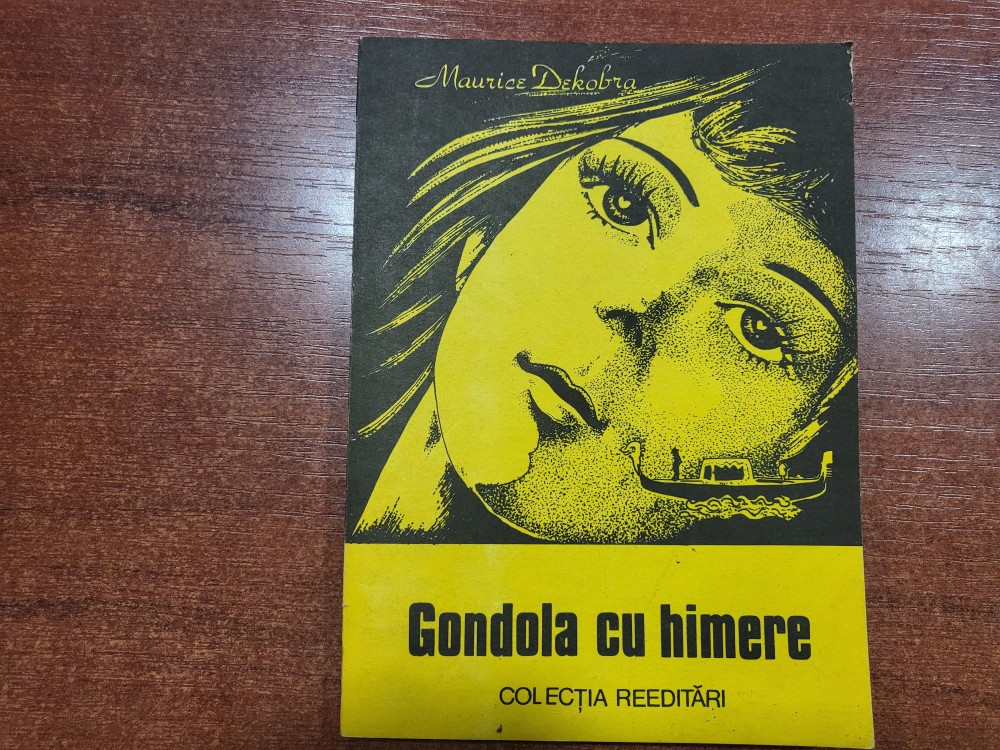 Maurice Dekobra
Gondola cu himere
COLECȚIA REEDITĂRI